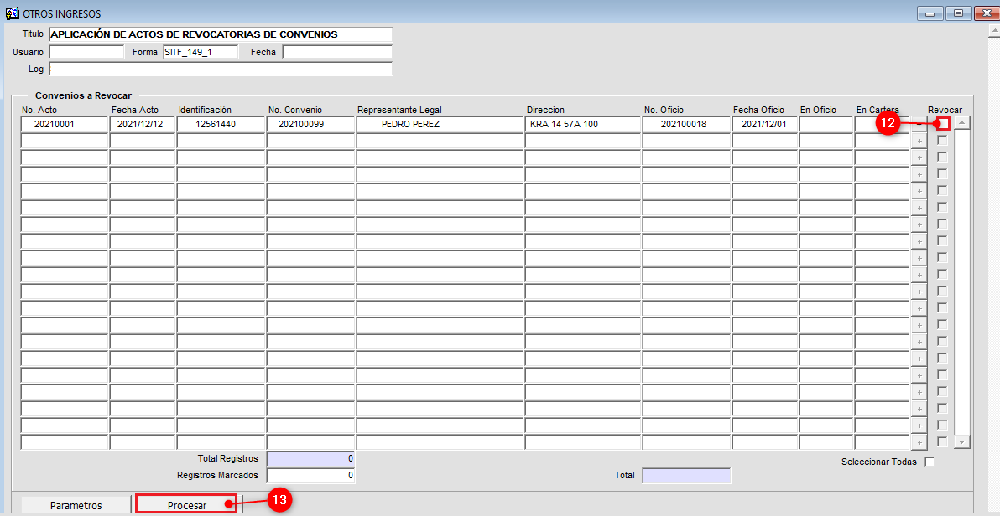 OTROS INGRESOS
Titulo APLICACIÓN DE ACTOS DE REVOCATORIAS DE CONVENIOS
Usuario Forma SITF_149_1 Fecha
Log
Convenios a Revocar
No. Acto Fecha Acto Identificación No. Convenio Representante Legal Direccion No. Oficio Fecha Oficio En Oficio En Cartera Revocar
20210001 2021/12/12 12561440 202100099 PEDRO PEREZ KRA 14 57A 100 202100018 2021/12/01 12
Total Registros 0
Seleccionar Todas
Registros Marcados 0 Total
Parametros Procesar 13